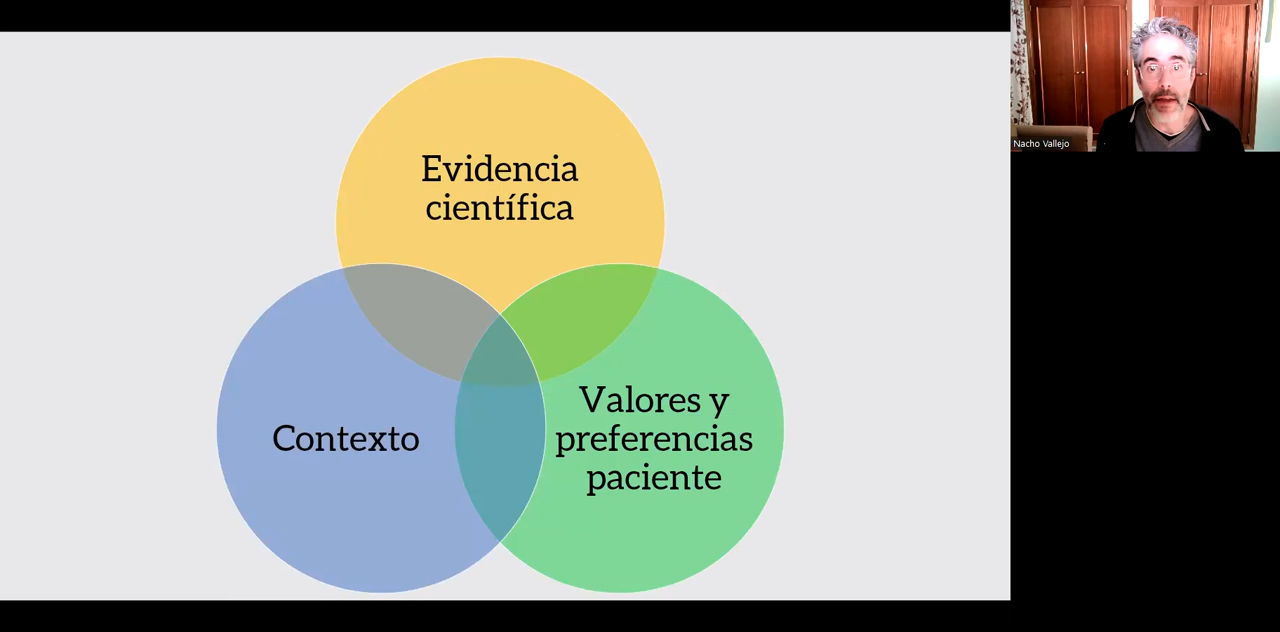 Evidencia
científica
Contexto
Valores y
preferencias
paciente
Nacho Vallejo